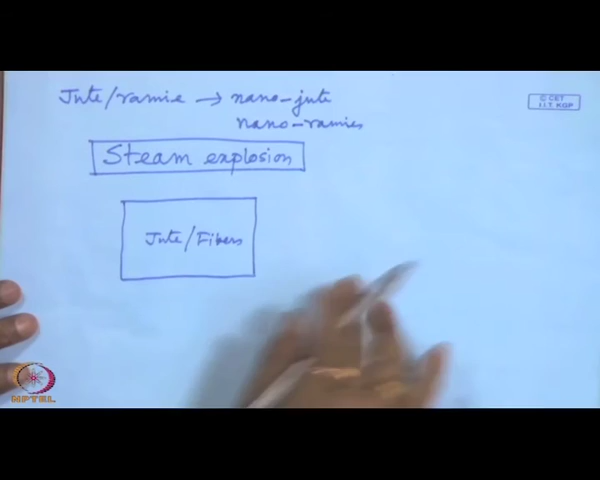 Jute/ramie → nano-jute
nano-ramies
© CET
I.I.T. KGP
Steam explosion
Jute/Fibers
NPTEL